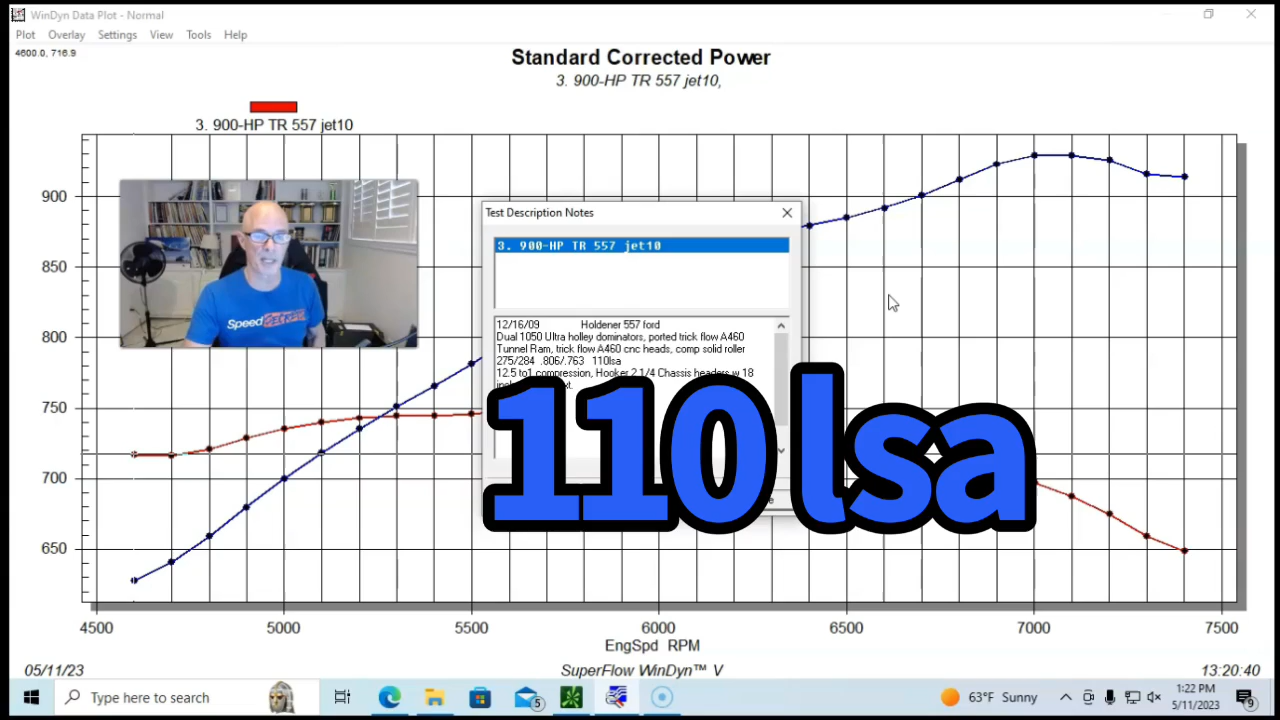 WinDyn Data Plot - Normal
Plot Overlay Settings View Tools Help
4600.0, 716.9
Standard Corrected Power
3. 900-HP TR 557 jet10,
3. 900-HP TR 557 jet10
900
850
800
750
700
650
Speed
Test Description Notes
3. 900-HP TR 557 jet10
12/16/09 Holdener 557 ford
Dual 1050 Ultra holley dominators, ported trick flow A460
Tunnel Ram, trick flow A460 cnc heads, comp solid roller
275/284 .806/.763 110lsa
12.5 to1 compression, Hooker 2 1/4 Chassis headers w 18
110 lsa
4500 5000 5500 6000 6500 7000 7500
EngSpd RPM
05/11/23 SuperFlow WinDyn™ V 13:20:40
Type here to search
5
63°F Sunny
1:22 PM
5/11/2023
9